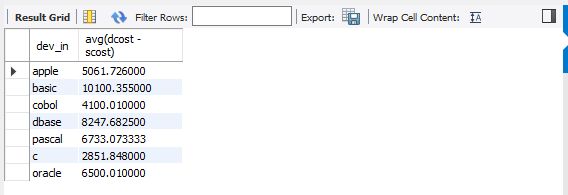 Result Grid Filter Rows: Export: Wrap Cell Content:
dev_in avg(dcost -
scost)
apple 5061.726000
basic 10100.355000
cobol 4100.010000
dbase 8247.682500
pascal 6733.073333
c 2851.848000
oracle 6500.010000